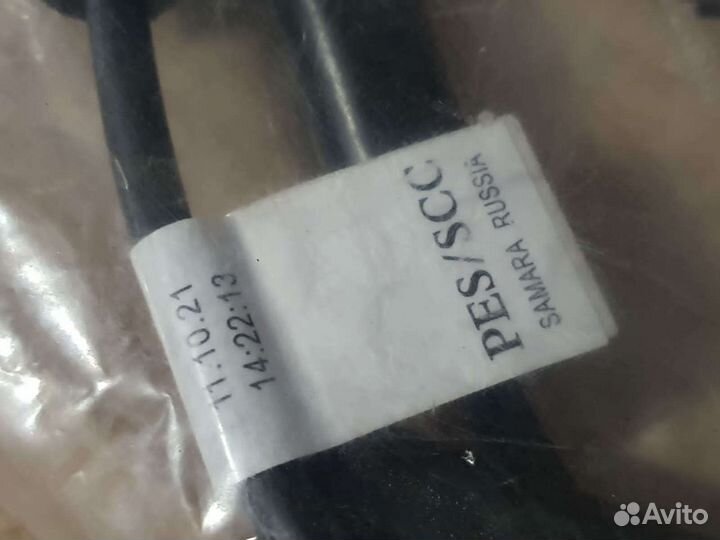 PES/SCC
SAMARA RUSSIA
11.10.21
14:22:13
Avito